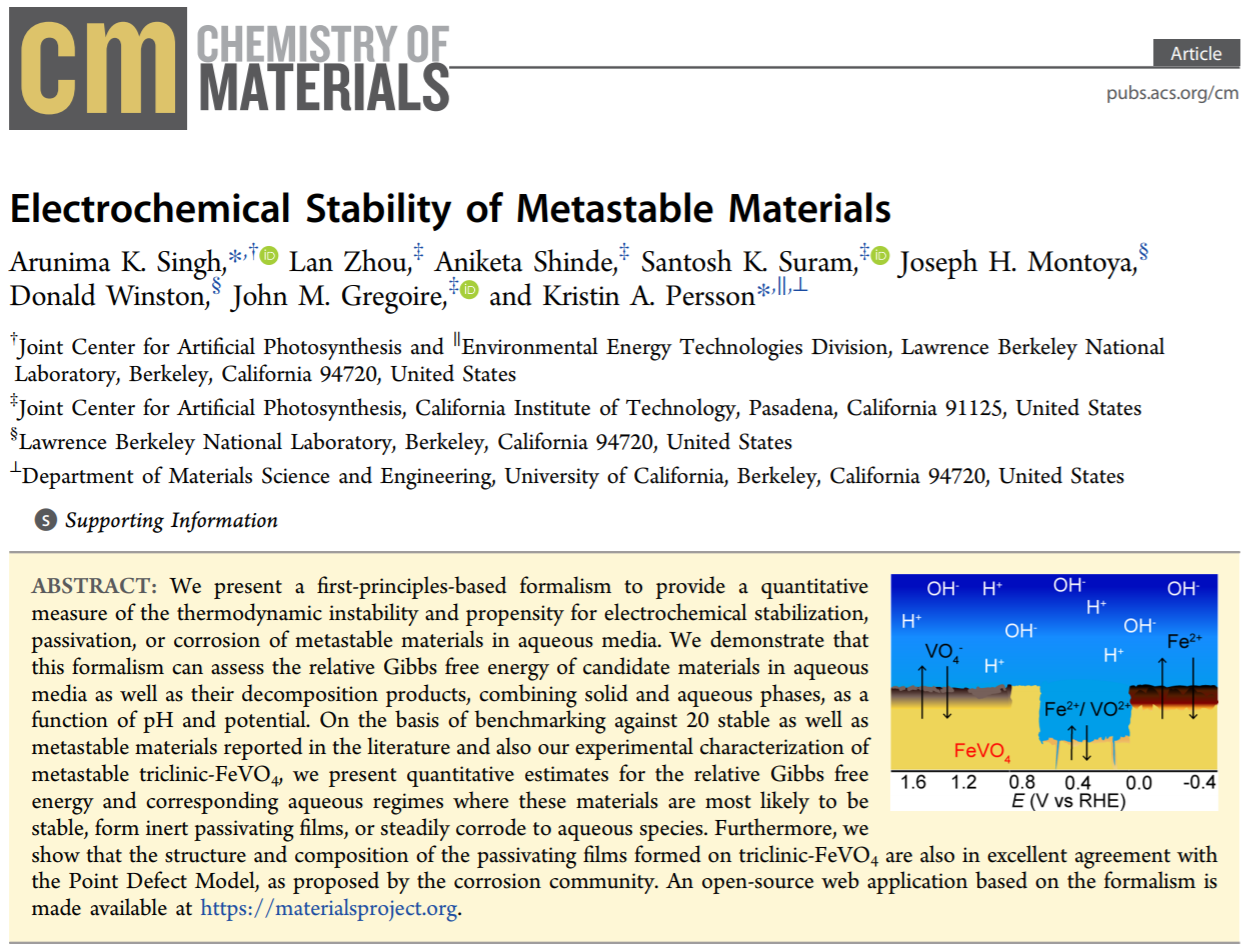 cm CHEMISTRY OF
MATERIALS
Article
pubs.acs.org/cm
Electrochemical Stability of Metastable Materials
Arunima K. Singh,*,† iD Lan Zhou,‡ Aniketa Shinde,‡ Santosh K. Suram,‡ iD Joseph H. Montoya,§
Donald Winston,§ John M. Gregoire,‡ iD and Kristin A. Persson*,∥,⊥
†Joint Center for Artificial Photosynthesis and ∥Environmental Energy Technologies Division, Lawrence Berkeley National
Laboratory, Berkeley, California 94720, United States
‡Joint Center for Artificial Photosynthesis, California Institute of Technology, Pasadena, California 91125, United States
§Lawrence Berkeley National Laboratory, Berkeley, California 94720, United States
⊥Department of Materials Science and Engineering, University of California, Berkeley, California 94720, United States
S Supporting Information
ABSTRACT: We present a first-principles-based formalism to provide a quantitative
measure of the thermodynamic instability and propensity for electrochemical stabilization,
passivation, or corrosion of metastable materials in aqueous media. We demonstrate that
this formalism can assess the relative Gibbs free energy of candidate materials in aqueous
media as well as their decomposition products, combining solid and aqueous phases, as a
function of pH and potential. On the basis of benchmarking against 20 stable as well as
metastable materials reported in the literature and also our experimental characterization of
metastable triclinic-FeVO₄, we present quantitative estimates for the relative Gibbs free
energy and corresponding aqueous regimes where these materials are most likely to be
stable, form inert passivating films, or steadily corrode to aqueous species. Furthermore, we
show that the structure and composition of the passivating films formed on triclinic-FeVO₄ are also in excellent agreement with
the Point Defect Model, as proposed by the corrosion community. An open-source web application based on the formalism is
made available at https://materialsproject.org.
OH⁻ H⁺ OH⁻ OH⁻
H⁺ H⁺
OH⁻ OH⁻
VO₄⁻ H⁺ H⁺ Fe²⁺
Fe²⁺/ VO²⁺
FeVO₄
1.6 1.2 0.8 0.4 0.0 -0.4
E (V vs RHE)